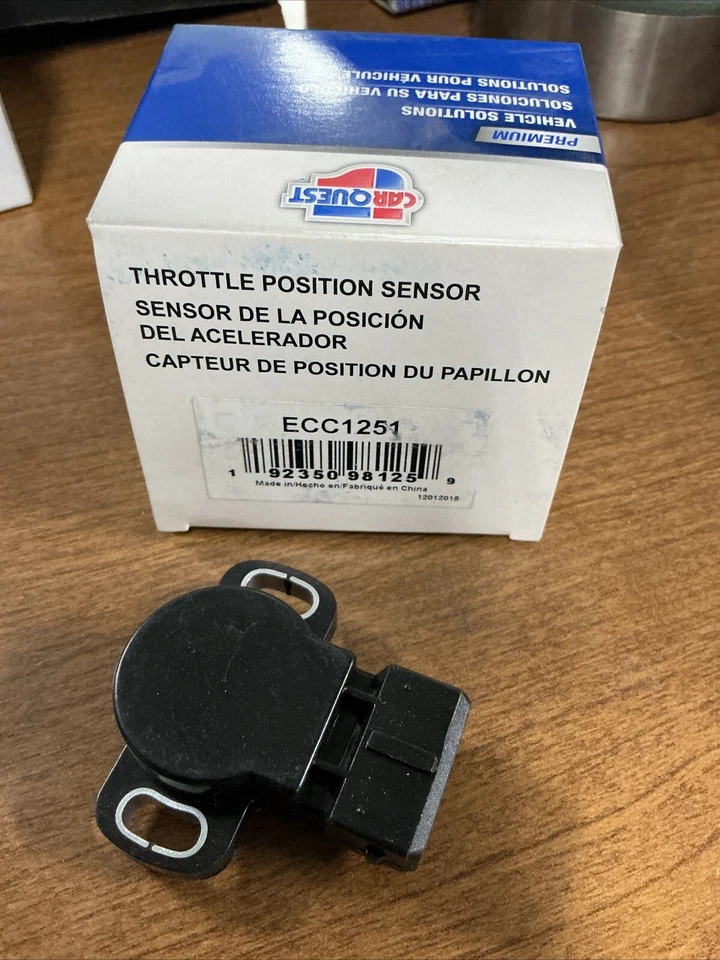 PREMIUM
VEHICLE SOLUTIONS
SOLUCIONES PARA SU VEHÍCULO
SOLUTIONS POUR VÉHICULE
CARQUEST
THROTTLE POSITION SENSOR
SENSOR DE LA POSICIÓN
DEL ACELERADOR
CAPTEUR DE POSITION DU PAPILLON
ECC1251
1 92350 98125 9
Made in/Hecho en/Fabriqué en China
12012015